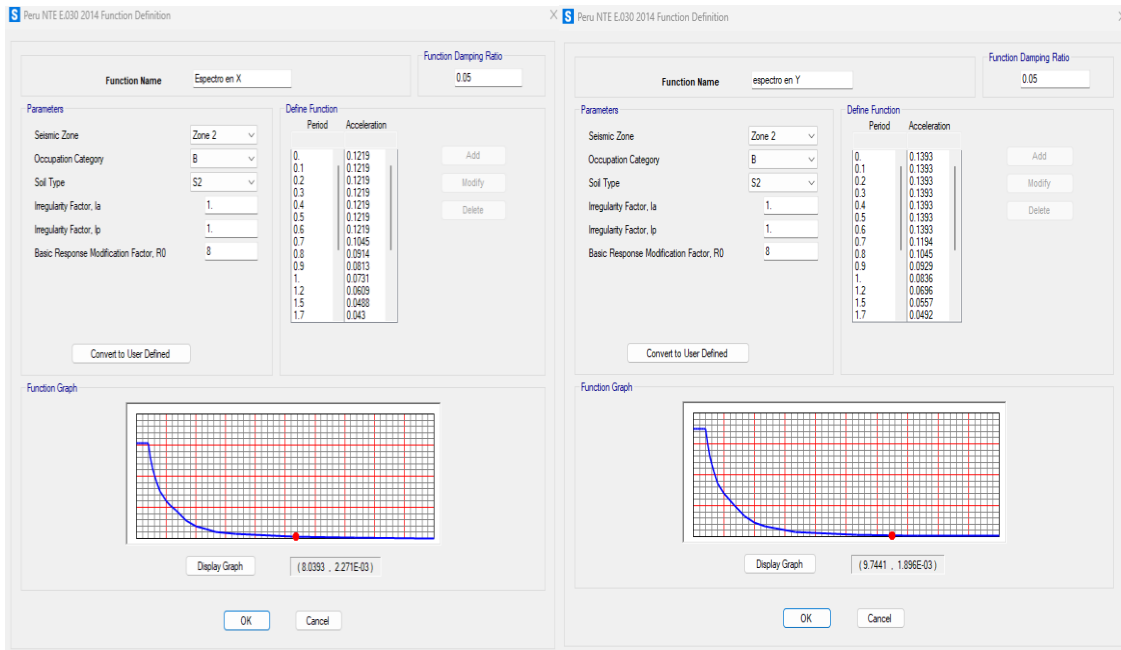 S Peru NTE E.030 2014 Function Definition X
Function Damping Ratio
Function Name Espectro en X 0.05
Parameters
Define Function
Period Acceleration
Seismic Zone Zone 2
Occupation Category B
Soil Type S2
Irregularity Factor, Ia 1.
Irregularity Factor, Ip 1.
Basic Response Modification Factor, R0 8
0. 0.1219
0.1 0.1219
0.2 0.1219
0.3 0.1219
0.4 0.1219
0.5 0.1219
0.6 0.1219
0.7 0.1045
0.8 0.0914
0.9 0.0813
1. 0.0731
1.2 0.0609
1.5 0.0488
1.7 0.043
Add
Modify
Delete
Convert to User Defined
Function Graph
Display Graph (8.0393 , 2.271E-03)
OK Cancel
S Peru NTE E.030 2014 Function Definition X
Function Damping Ratio
Function Name espectro en Y 0.05
Parameters
Define Function
Period Acceleration
Seismic Zone Zone 2
Occupation Category B
Soil Type S2
Irregularity Factor, Ia 1.
Irregularity Factor, Ip 1.
Basic Response Modification Factor, R0 8
0. 0.1393
0.1 0.1393
0.2 0.1393
0.3 0.1393
0.4 0.1393
0.5 0.1393
0.6 0.1393
0.7 0.1194
0.8 0.1045
0.9 0.0929
1. 0.0836
1.2 0.0696
1.5 0.0557
1.7 0.0492
Add
Modify
Delete
Convert to User Defined
Function Graph
Display Graph (9.7441 , 1.896E-03)
OK Cancel